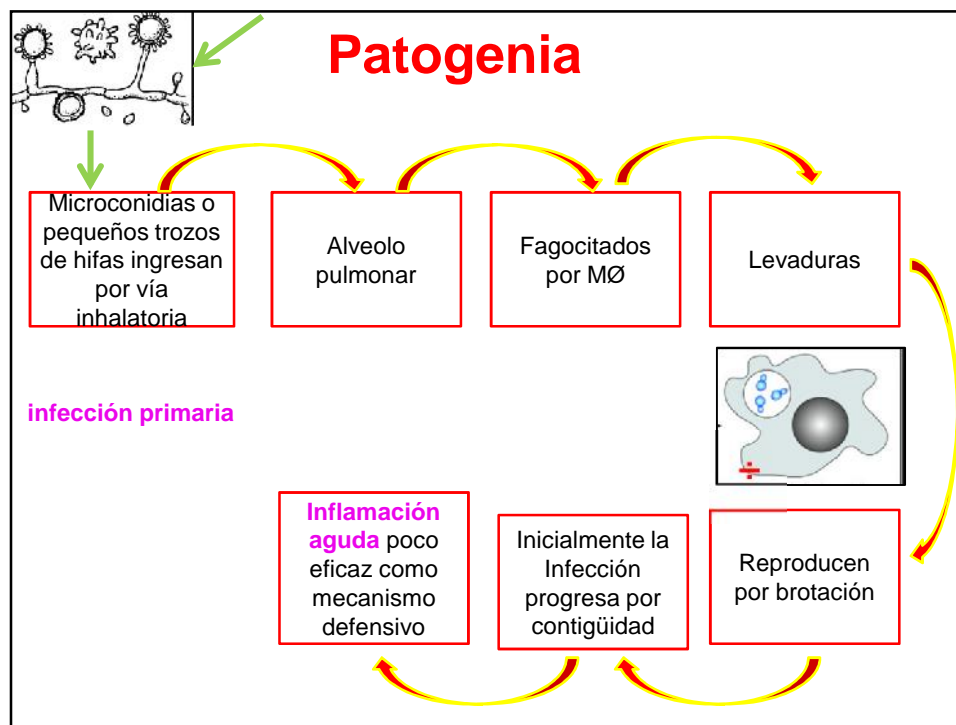 Patogenia
Microconidias o
pequeños trozos
de hifas ingresan
por vía
inhalatoria
Alveolo
pulmonar
Fagocitados
por MØ
Levaduras
infección primaria
Inflamación
aguda poco
eficaz como
mecanismo
defensivo
Inicialmente la
Infección
progresa por
contigüidad
Reproducen
por brotación